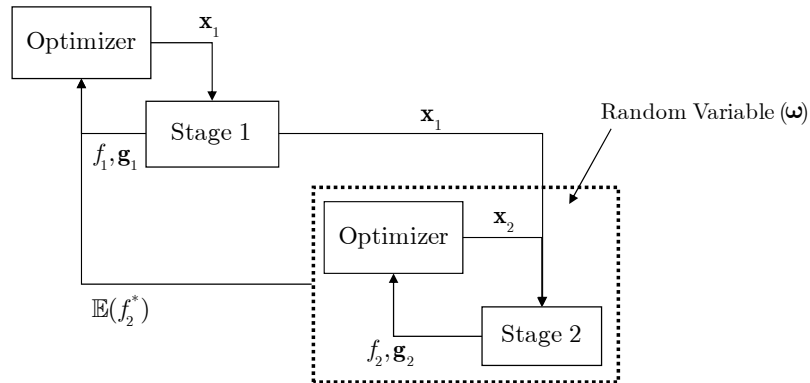 x₁
Optimizer
Stage 1
x₁
Random Variable (ω)
f₁, g₁
Optimizer
x₂
𝔼(f₂*)
Stage 2
f₂, g₂